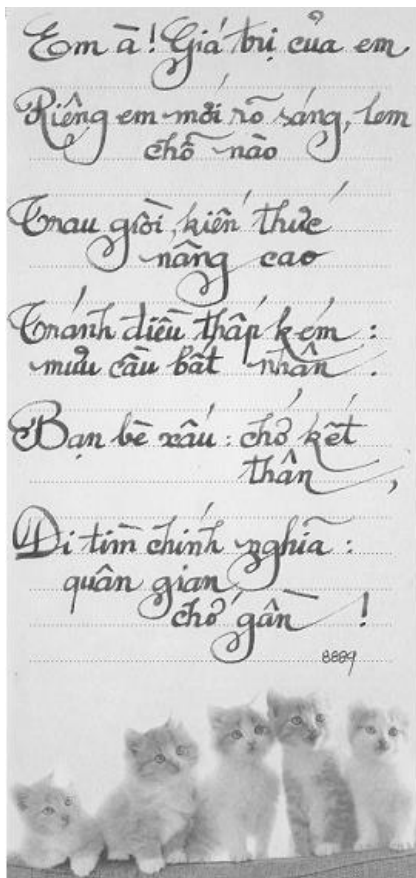 Em à! Giá trị của em
Riêng em mới rõ sáng, lem
chỗ nào
Trau giồi kiến thức
nâng cao
Tránh điều thấp kém:
mưu cầu bất nhân.
Bạn bè xấu: chớ kết
thân,
Đi tìm chính nghĩa:
quân gian
chớ gần!
8889